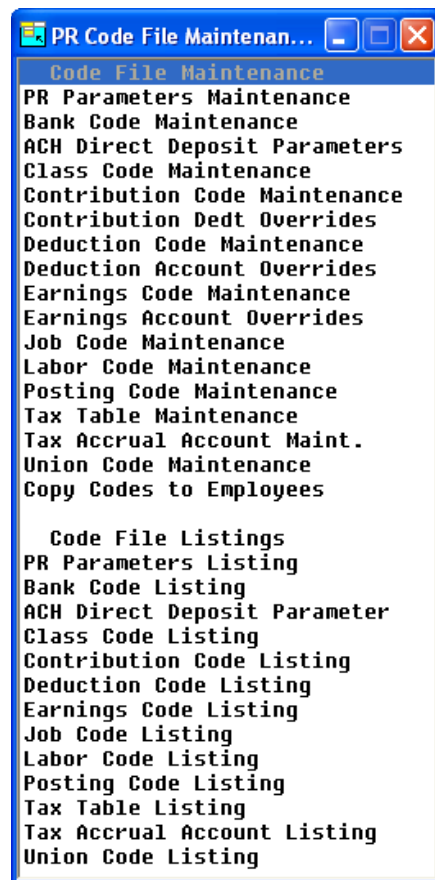 PR Code File Maintenan...
Code File Maintenance
PR Parameters Maintenance
Bank Code Maintenance
ACH Direct Deposit Parameters
Class Code Maintenance
Contribution Code Maintenance
Contribution Dedt Overrides
Deduction Code Maintenance
Deduction Account Overrides
Earnings Code Maintenance
Earnings Account Overrides
Job Code Maintenance
Labor Code Maintenance
Posting Code Maintenance
Tax Table Maintenance
Tax Accrual Account Maint.
Union Code Maintenance
Copy Codes to Employees
Code File Listings
PR Parameters Listing
Bank Code Listing
ACH Direct Deposit Parameter
Class Code Listing
Contribution Code Listing
Deduction Code Listing
Earnings Code Listing
Job Code Listing
Labor Code Listing
Posting Code Listing
Tax Table Listing
Tax Accrual Account Listing
Union Code Listing